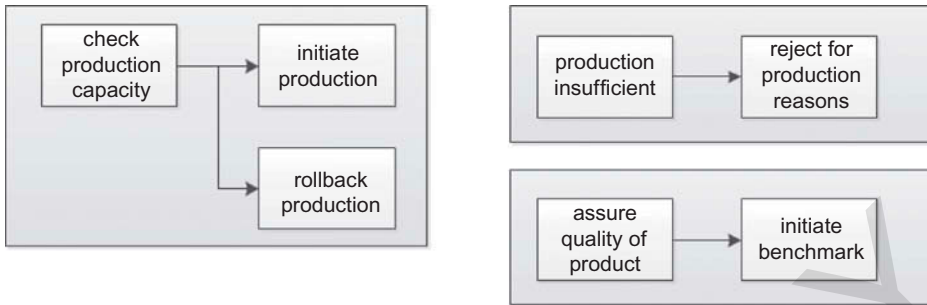 check
production
capacity
initiate
production
rollback
production
production
insufficient
reject for
production
reasons
assure
quality of
product
initiate
benchmark